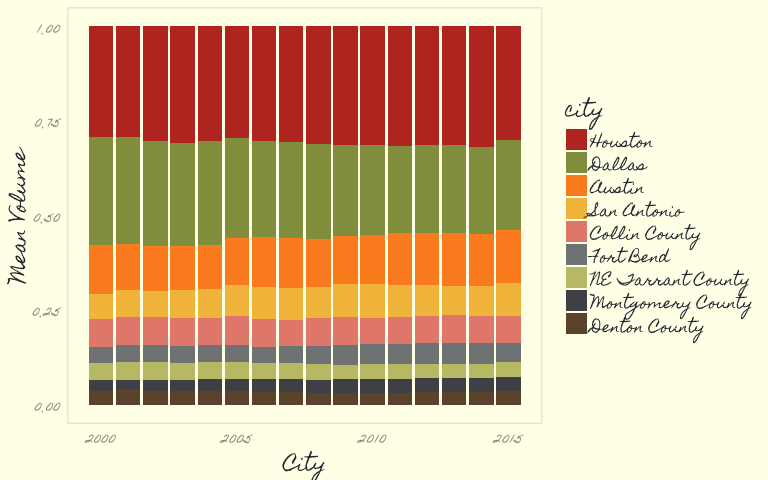 Mean Volume
1.00
0.75
0.50
0.25
0.00
2000 2005 2010 2015
City
city
Houston
Dallas
Austin
San Antonio
Collin County
Fort Bend
NE Tarrant County
Montgomery County
Denton County